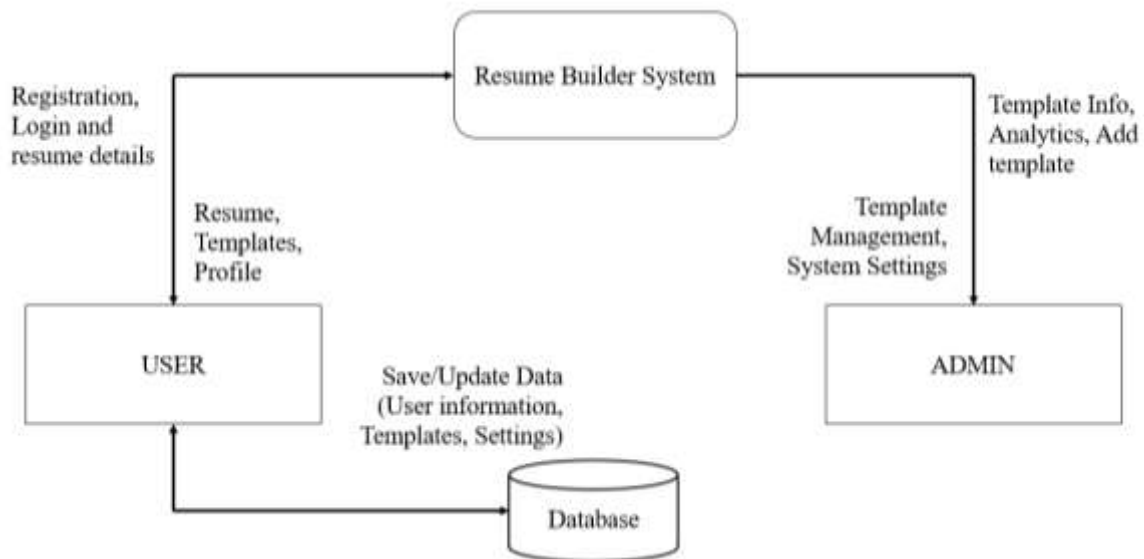 Resume Builder System
Registration,
Login and
resume details
Template Info,
Analytics, Add
template
Resume,
Templates,
Profile
Template
Management,
System Settings
USER
ADMIN
Save/Update Data
(User information,
Templates, Settings)
Database